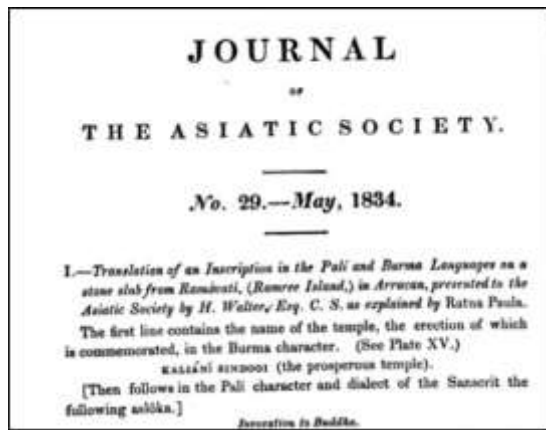 JOURNAL
OF
THE ASIATIC SOCIETY.
No. 29.—May, 1834.
I.—Translation of an Inscription in the Pali and Burma Languages on a
stone slab from Ramávati, (Ramree Island,) in Arracan, presented to the
Asiatic Society by H. Walter, Esq. C. S. as explained by Ratna Paula.
The first line contains the name of the temple, the erection of which
is commemorated, in the Burma character. (See Plate XV.)
KALIÁNÍ SINDOGI (the prosperous temple).
[Then follows in the Pali character and dialect of the Sanscrit the
following aslóka.]
Invocation to Buddha.